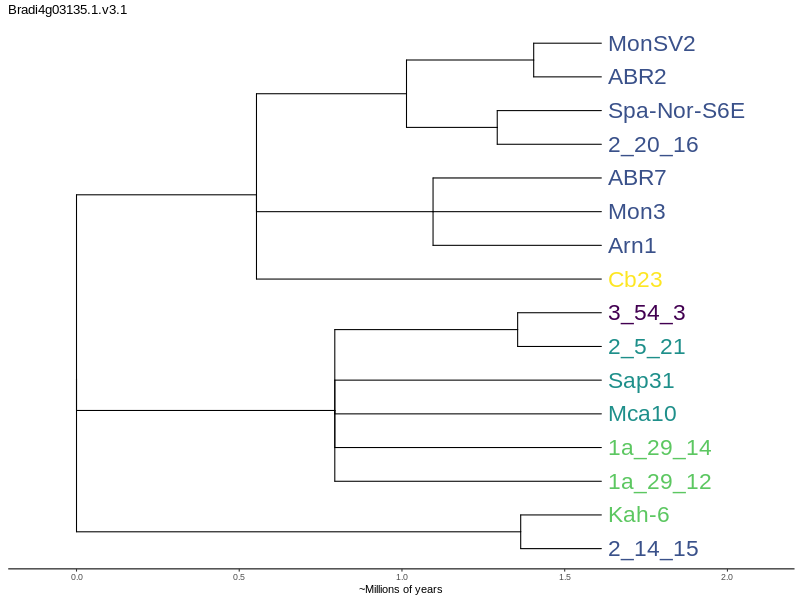 Bradi4g03135.1.v3.1
MonSV2
ABR2
Spa-Nor-S6E
2_20_16
ABR7
Mon3
Arn1
Cb23
3_54_3
2_5_21
Sap31
Mca10
1a_29_14
1a_29_12
Kah-6
2_14_15
0.0 0.5 1.0 1.5 2.0
~Millions of years